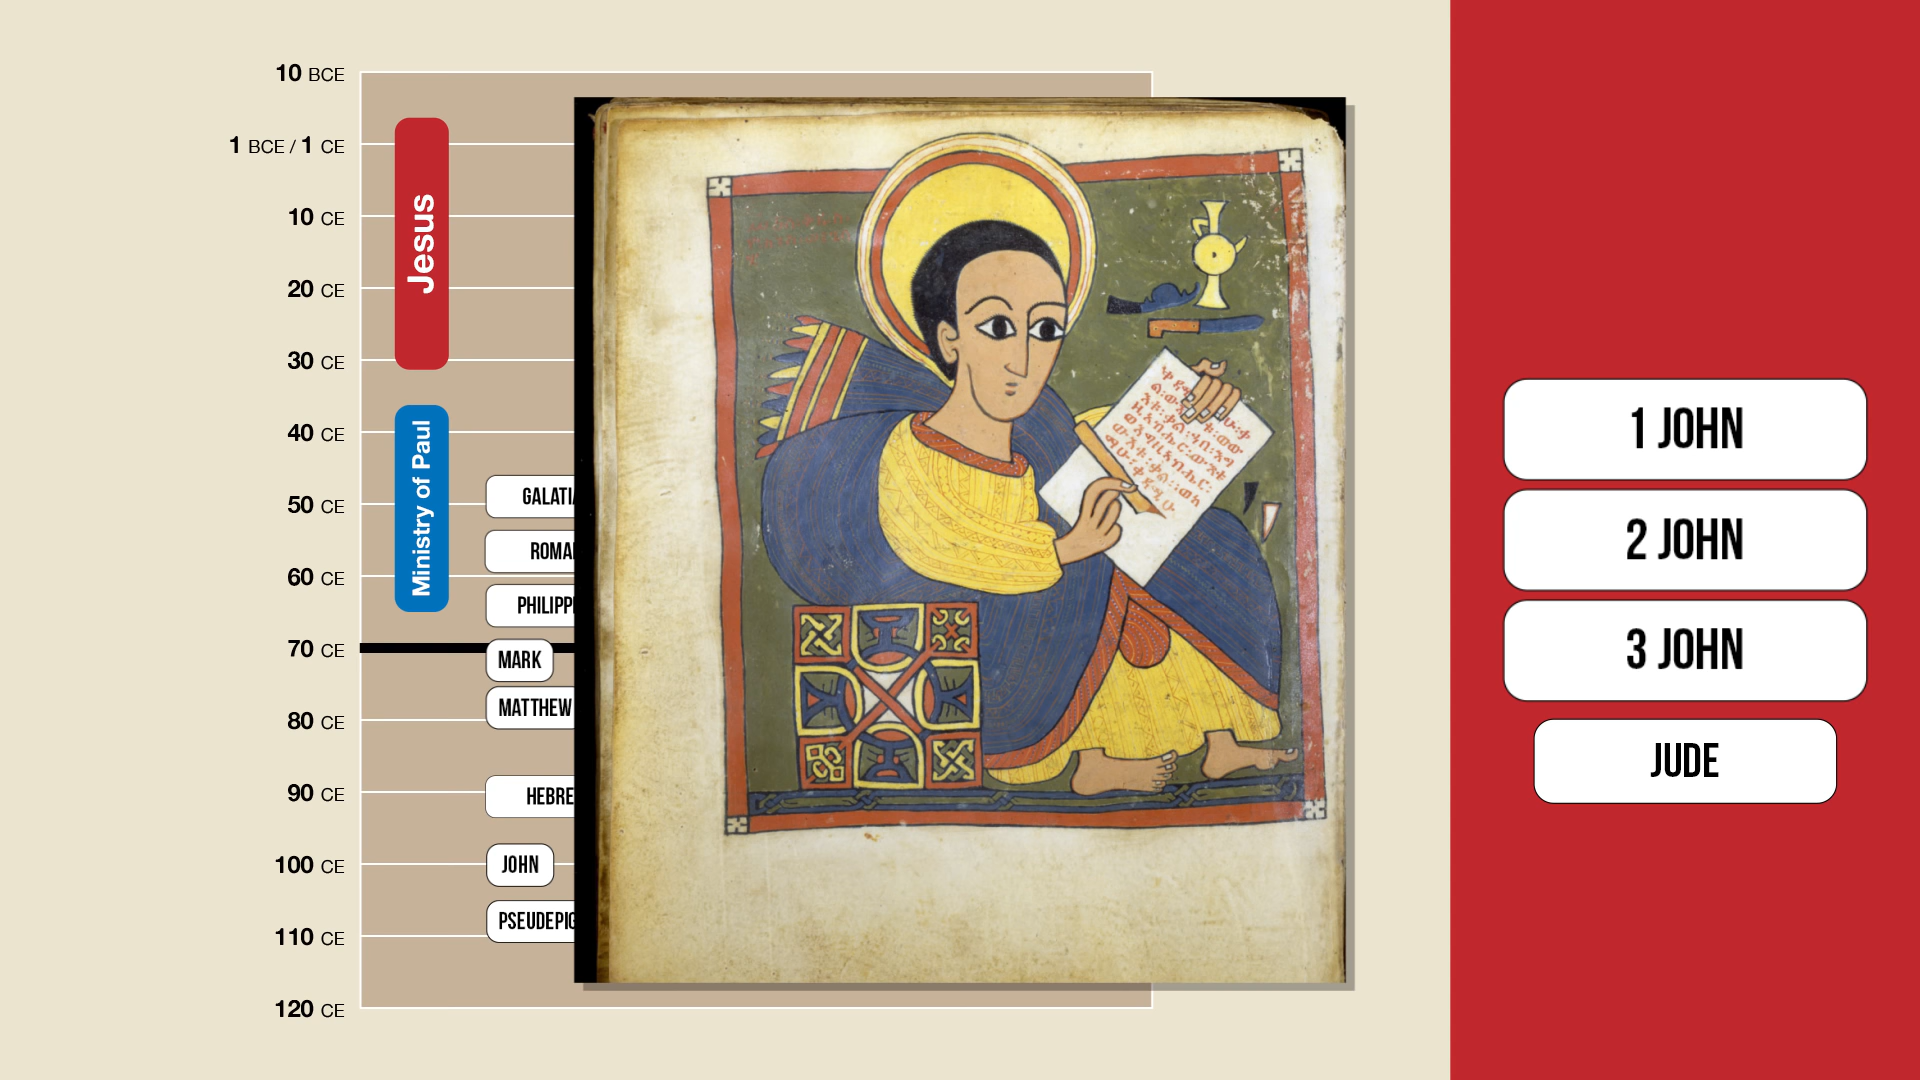 10 BCE
1 BCE / 1 CE
10 CE
20 CE
30 CE
40 CE
50 CE
60 CE
70 CE
80 CE
90 CE
100 CE
110 CE
120 CE
Jesus
Ministry of Paul
GALATI
ROMA
PHILIPP
MARK
MATTHEW
HEBRE
JOHN
PSEUDEPIG
1 JOHN
2 JOHN
3 JOHN
JUDE